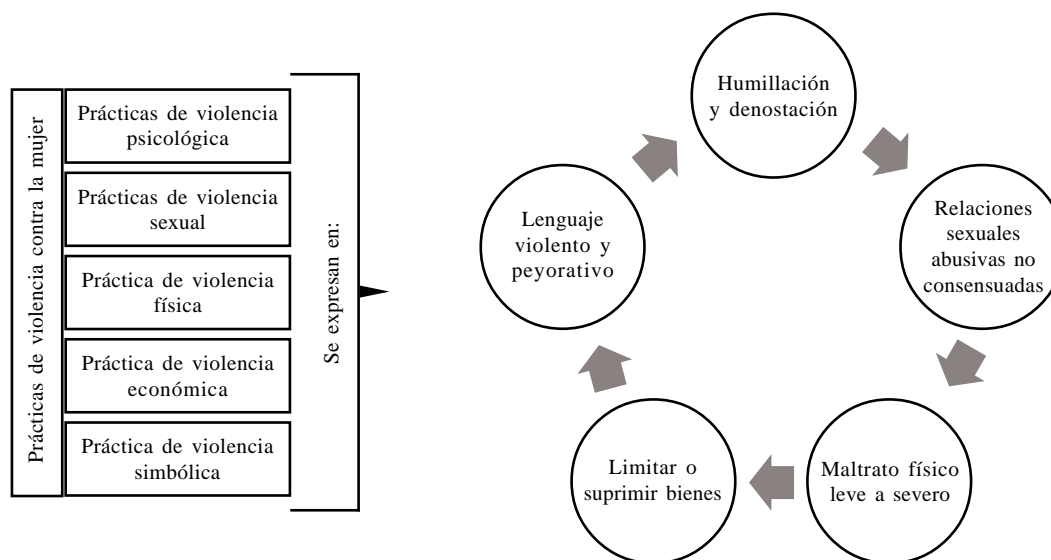 Prácticas de violencia contra la mujer
Prácticas de violencia
psicológica
Prácticas de violencia
sexual
Práctica de violencia
física
Práctica de violencia
económica
Práctica de violencia
simbólica
Se expresan en:
Humillación
y denostación
Relaciones
sexuales
abusivas no
consensuadas
Maltrato físico
leve a severo
Limitar o
suprimir bienes
Lenguaje
violento y
peyorativo